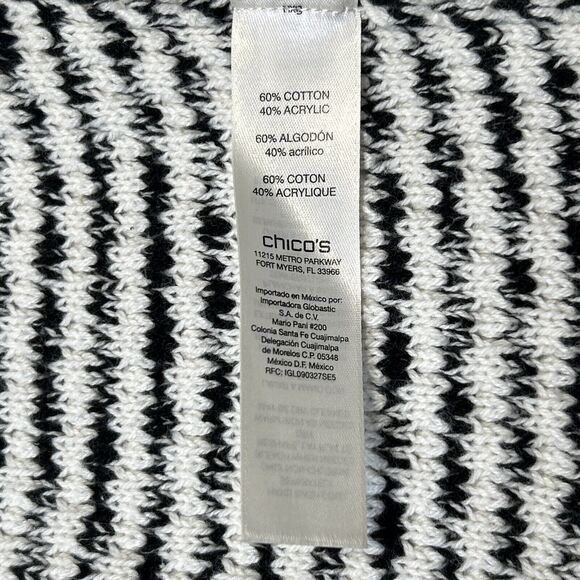 60% COTTON
40% ACRYLIC
60% ALGODÓN
40% acrílico
60% COTON
40% ACRYLIQUE
chico's
11215 METRO PARKWAY
FORT MYERS, FL 33966
Importado en México por:
Importadora Globastic
S.A. de C.V.
Mario Pani #200
Colonia Santa Fe Cuajimalpa
Delegación Cuajimalpa
de Morelos C.P. 05348
México D.F. México
RFC; IGL090327SE5